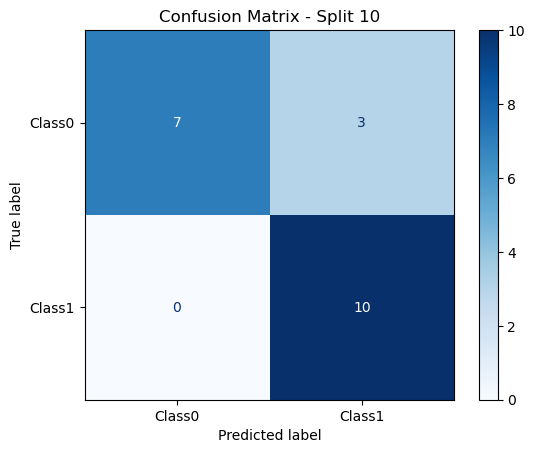 Confusion Matrix - Split 10
True label
Class0
7
3
Class1
0
10
Class0
Class1
Predicted label
10
8
6
4
2
0